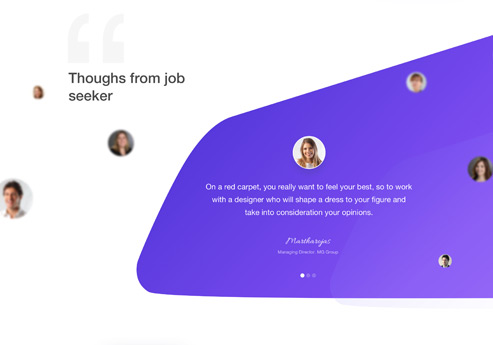 Thoughs from job
seeker
On a red carpet, you really want to feel your best, so to work
with a designer who will shape a dress to your figure and
take into consideration your opinions.
Managing Director. MG Group